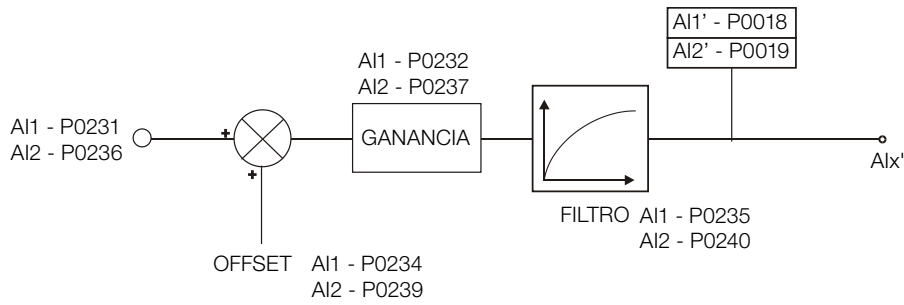 AI1' - P0018
AI2' - P0019
AI1 - P0232
AI2 - P0237
AI1 - P0231
AI2 - P0236
GANANCIA
AIx'
FILTRO AI1 - P0235
AI2 - P0240
OFFSET AI1 - P0234
AI2 - P0239